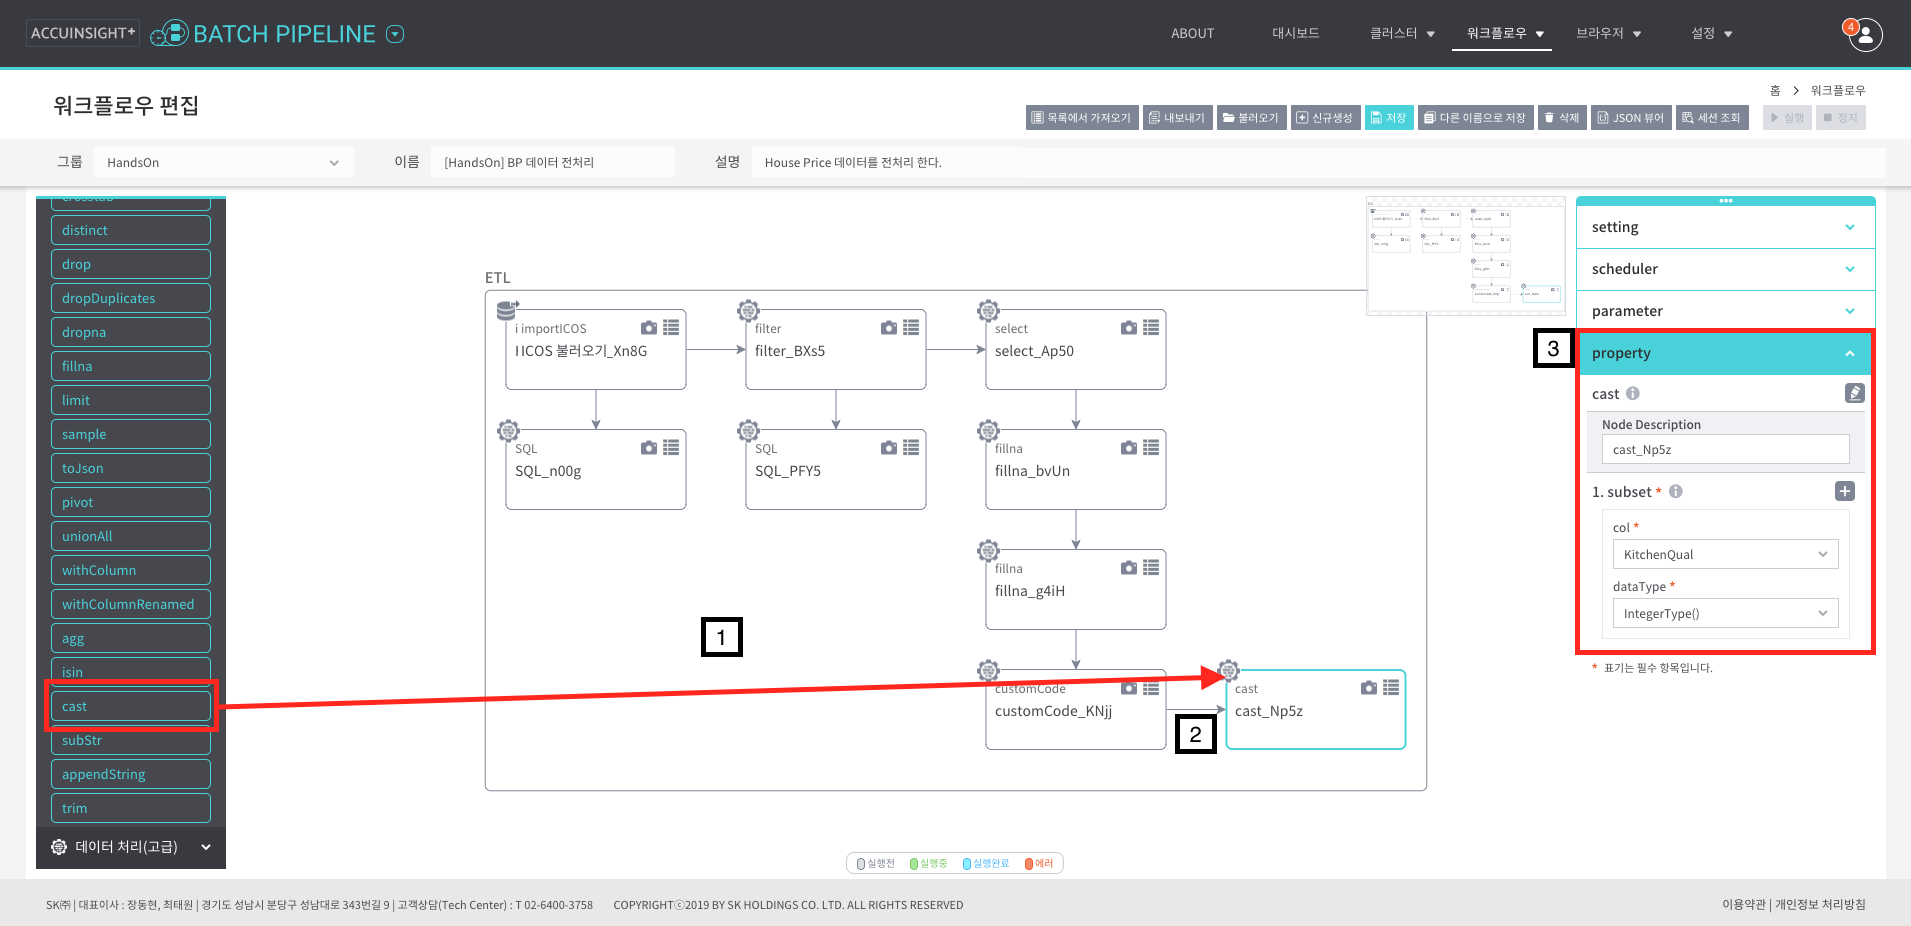 ACCUINSIGHT+
BATCH PIPELINE
ABOUT
대시보드
클러스터
워크플로우
브라우저
설정
4
워크플로우 편집
홈 > 워크플로우
목록에서 가져오기
내보내기
불러오기
신규생성
저장
다른 이름으로 저장
삭제
JSON 뷰어
세션 조회
실행
정지
그룹
HandsOn
이름
[HandsOn] BP 데이터 전처리
설명
House Price 데이터를 전처리 한다.
crosstab
distinct
drop
dropDuplicates
dropna
fillna
limit
sample
toJson
pivot
unionAll
withColumn
withColumnRenamed
agg
isin
cast
subStr
appendString
trim
데이터 처리(고급)
ETL
i importICOS
I ICOS 불러오기_Xn8G
filter
filter_BXs5
select
select_Ap50
SQL
SQL_n00g
SQL
SQL_PFY5
fillna
fillna_bvUn
fillna
fillna_g4iH
customCode
customCode_KNjj
cast
cast_Np5z
1
2
3
실행전
실행중
실행완료
에러
setting
scheduler
parameter
property
cast
Node Description
cast_Np5z
1. subset *
col *
KitchenQual
dataType *
IntegerType()
* 표기는 필수 항목입니다.
SK㈜ | 대표이사 : 장동현, 최태원 | 경기도 성남시 분당구 성남대로 343번길 9 | 고객상담(Tech Center) : T 02-6400-3758
COPYRIGHTⓒ2019 BY SK HOLDINGS CO. LTD. ALL RIGHTS RESERVED
이용약관 | 개인정보 처리방침